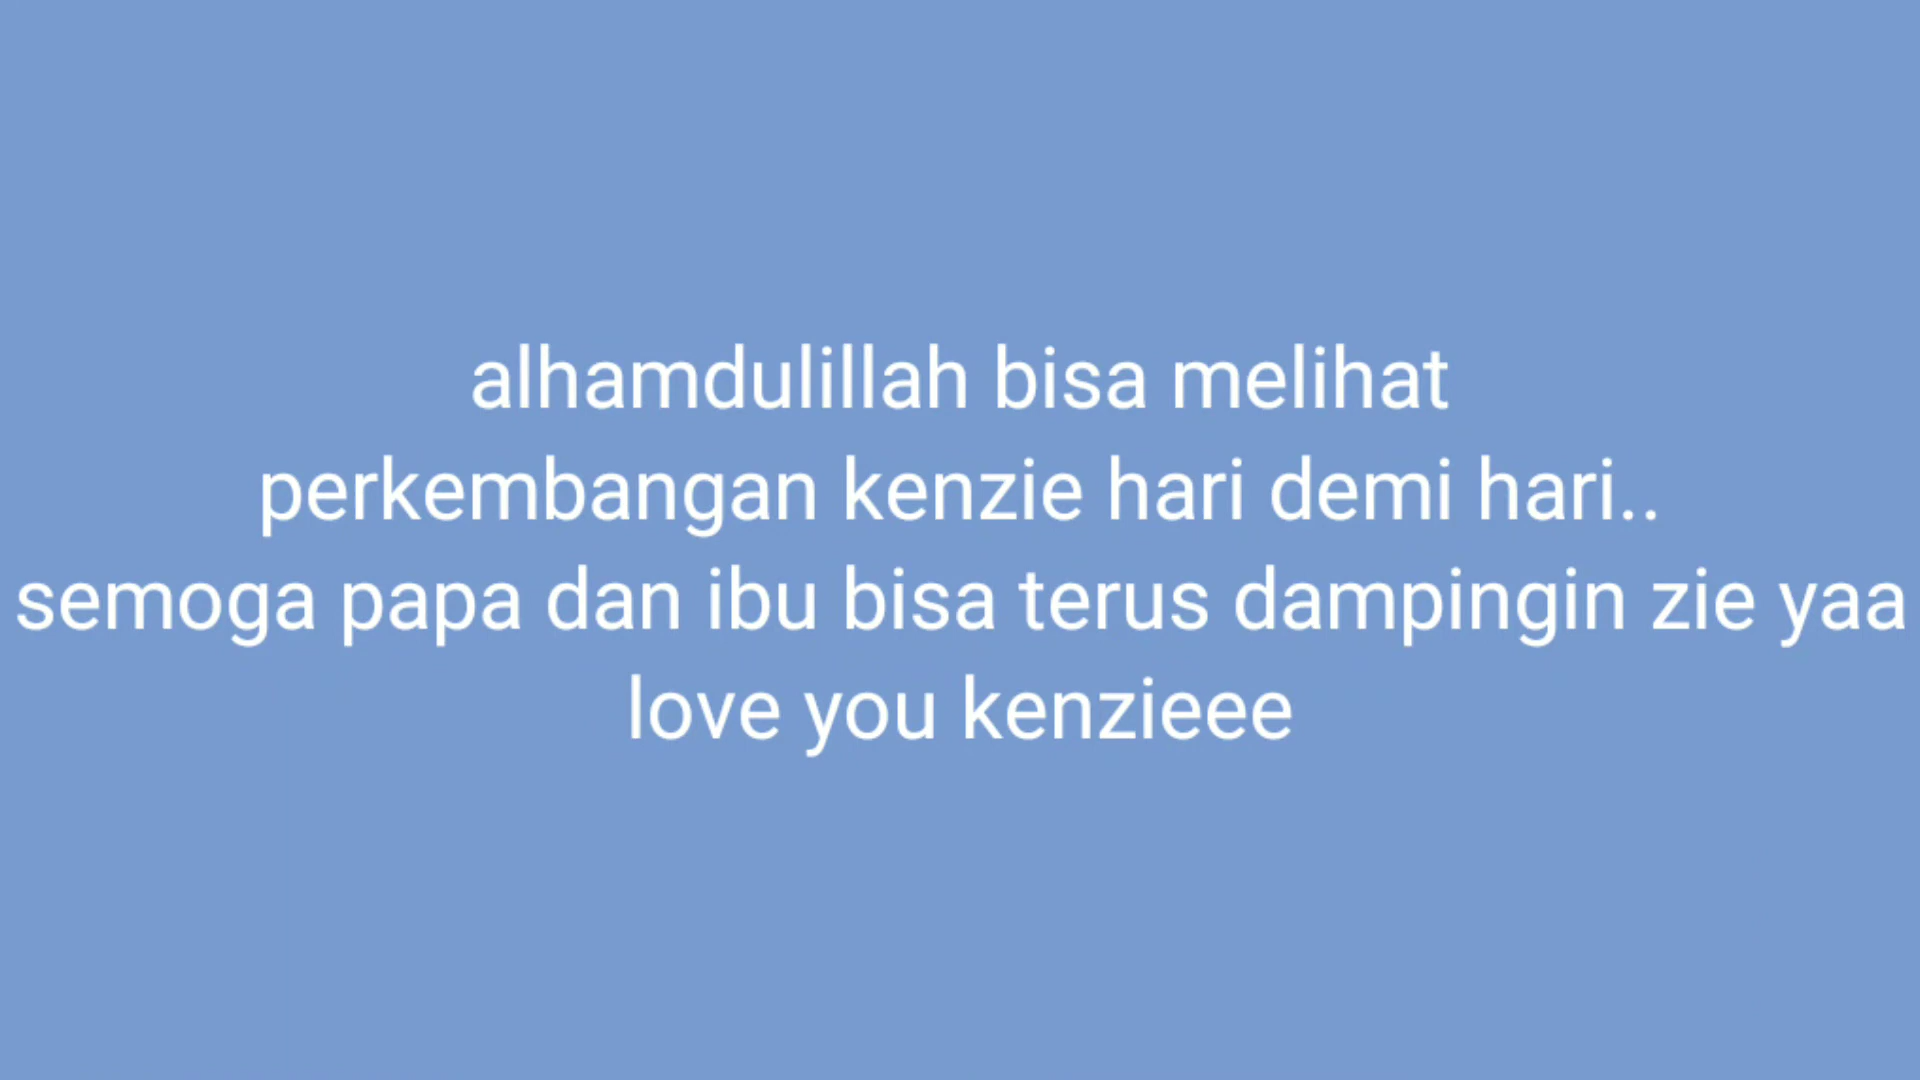 alhamdulillah bisa melihat
perkembangan kenzie hari demi hari..
semoga papa dan ibu bisa terus dampingin zie yaa
love you kenzieee